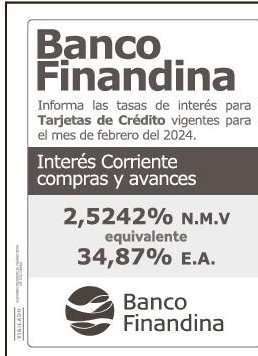 Banco
Finandina
Informa las tasas de interés para
Tarjetas de Crédito vigentes para
el mes de febrero del 2024.
Interés Corriente
compras y avances
2,5242% N.M.V
equivalente
34,87% E.A.
Banco
Finandina
VIGILADO